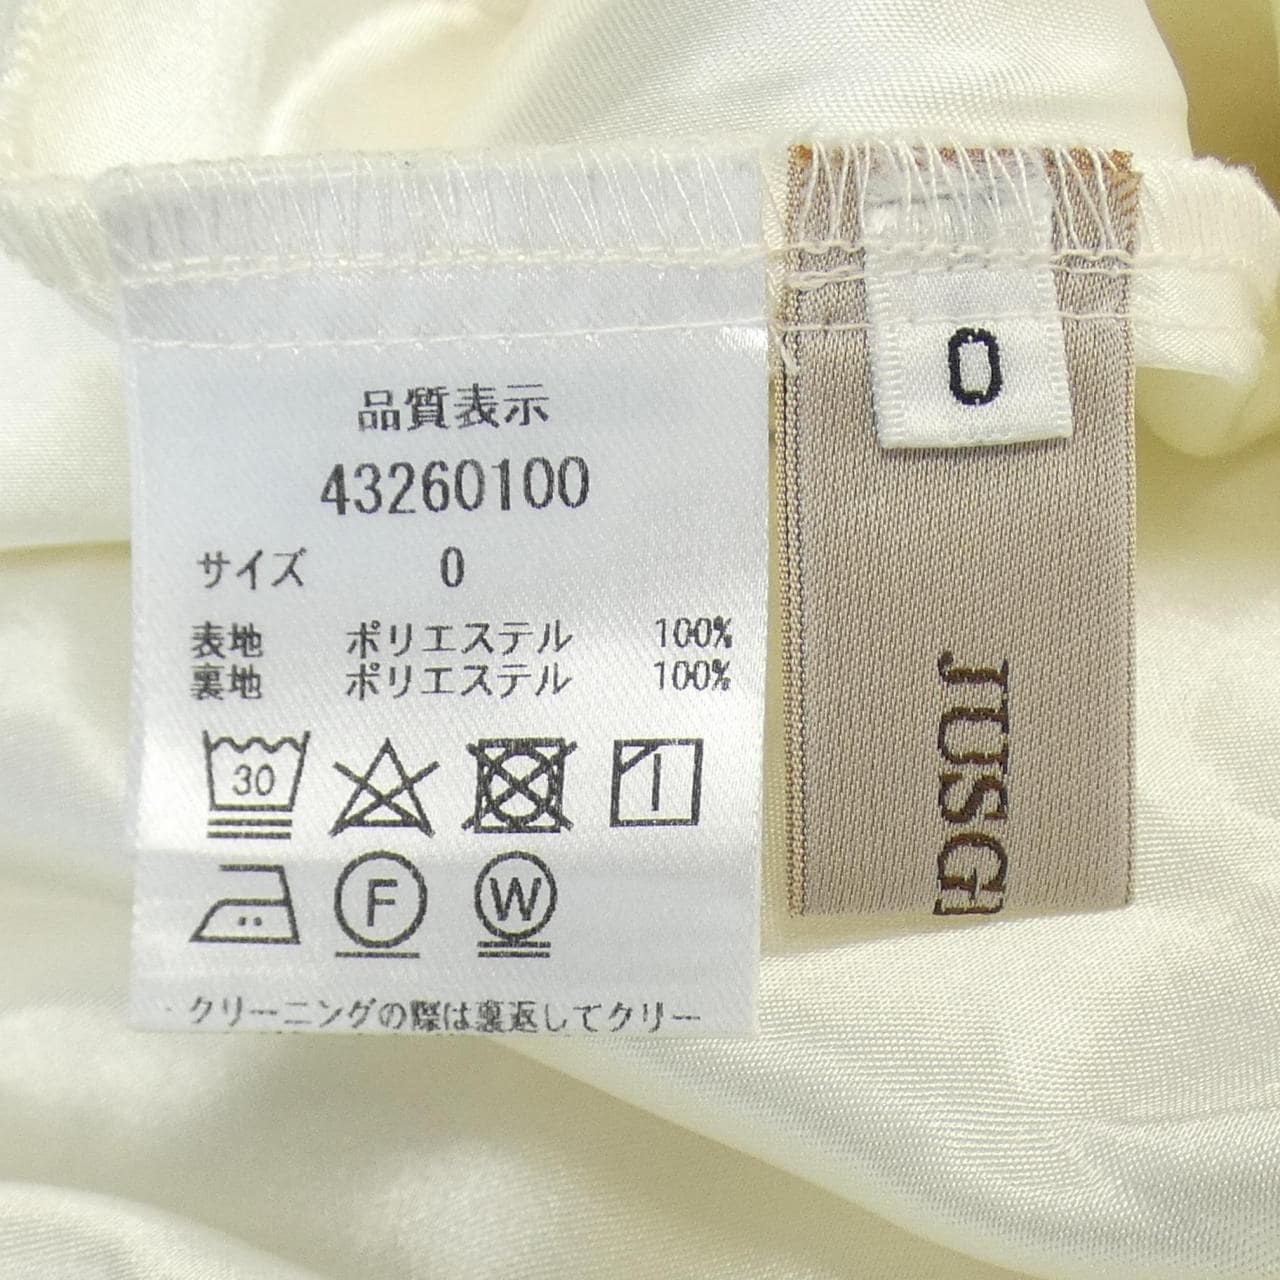 品質表示
43260100
サイズ 0
表地 ポリエステル 100%
裏地 ポリエステル 100%
30
F W
クリーニングの際は裏返してクリー
0
JUSG